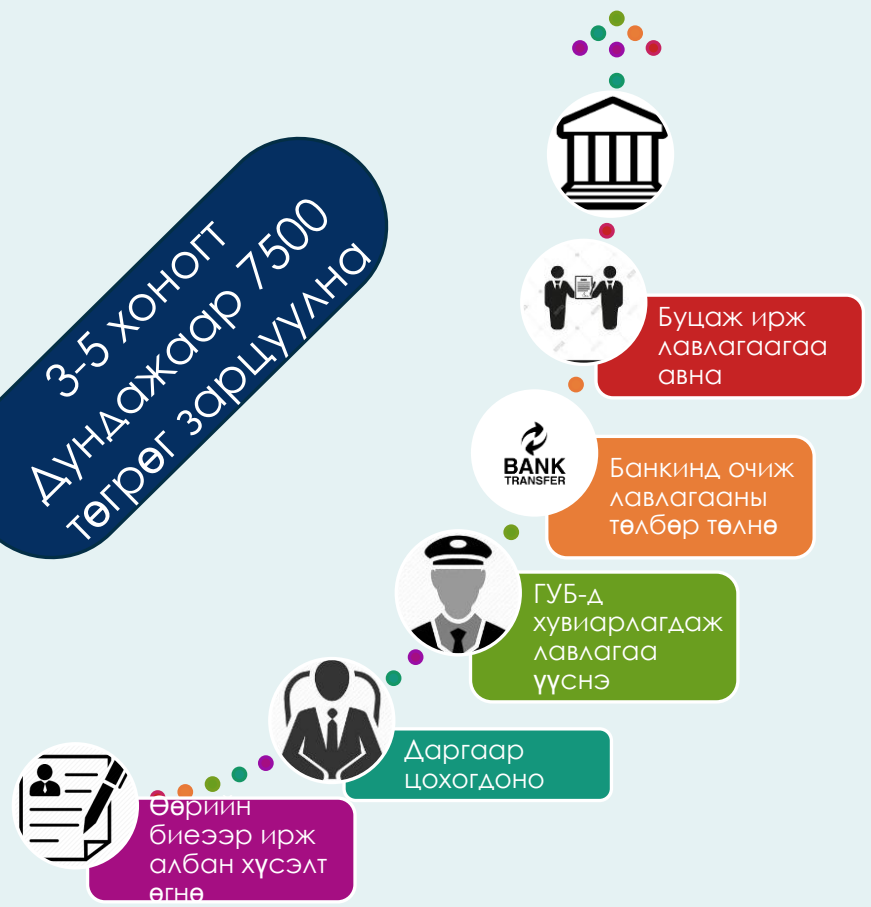 3-5 хоногт
Дундажаар 7500
төгрөг зарцуулна
Буцаж ирж
лавлагаагаа
авна
BANK
TRANSFER
Банкинд очиж
лавлагааны
төлбөр төлнө
ГУБ-д
хувиарлагдаж
лавлагаа
үүснэ
Даргаар
цохогдоно
Өөрийн
биеээр ирж
албан хүсэлт
өгнө